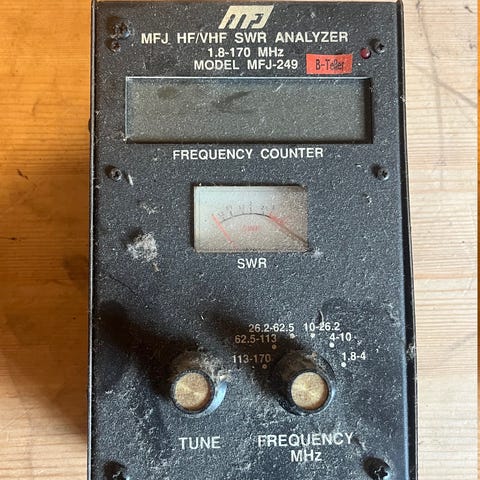 MFJ
MFJ HF/VHF SWR ANALYZER
1.8-170 MHz
MODEL MFJ-249
FREQUENCY COUNTER
SWR
26.2-62.5 10-26.2
62.5-113 4-10
113-170 1.8-4
TUNE FREQUENCY
MHz